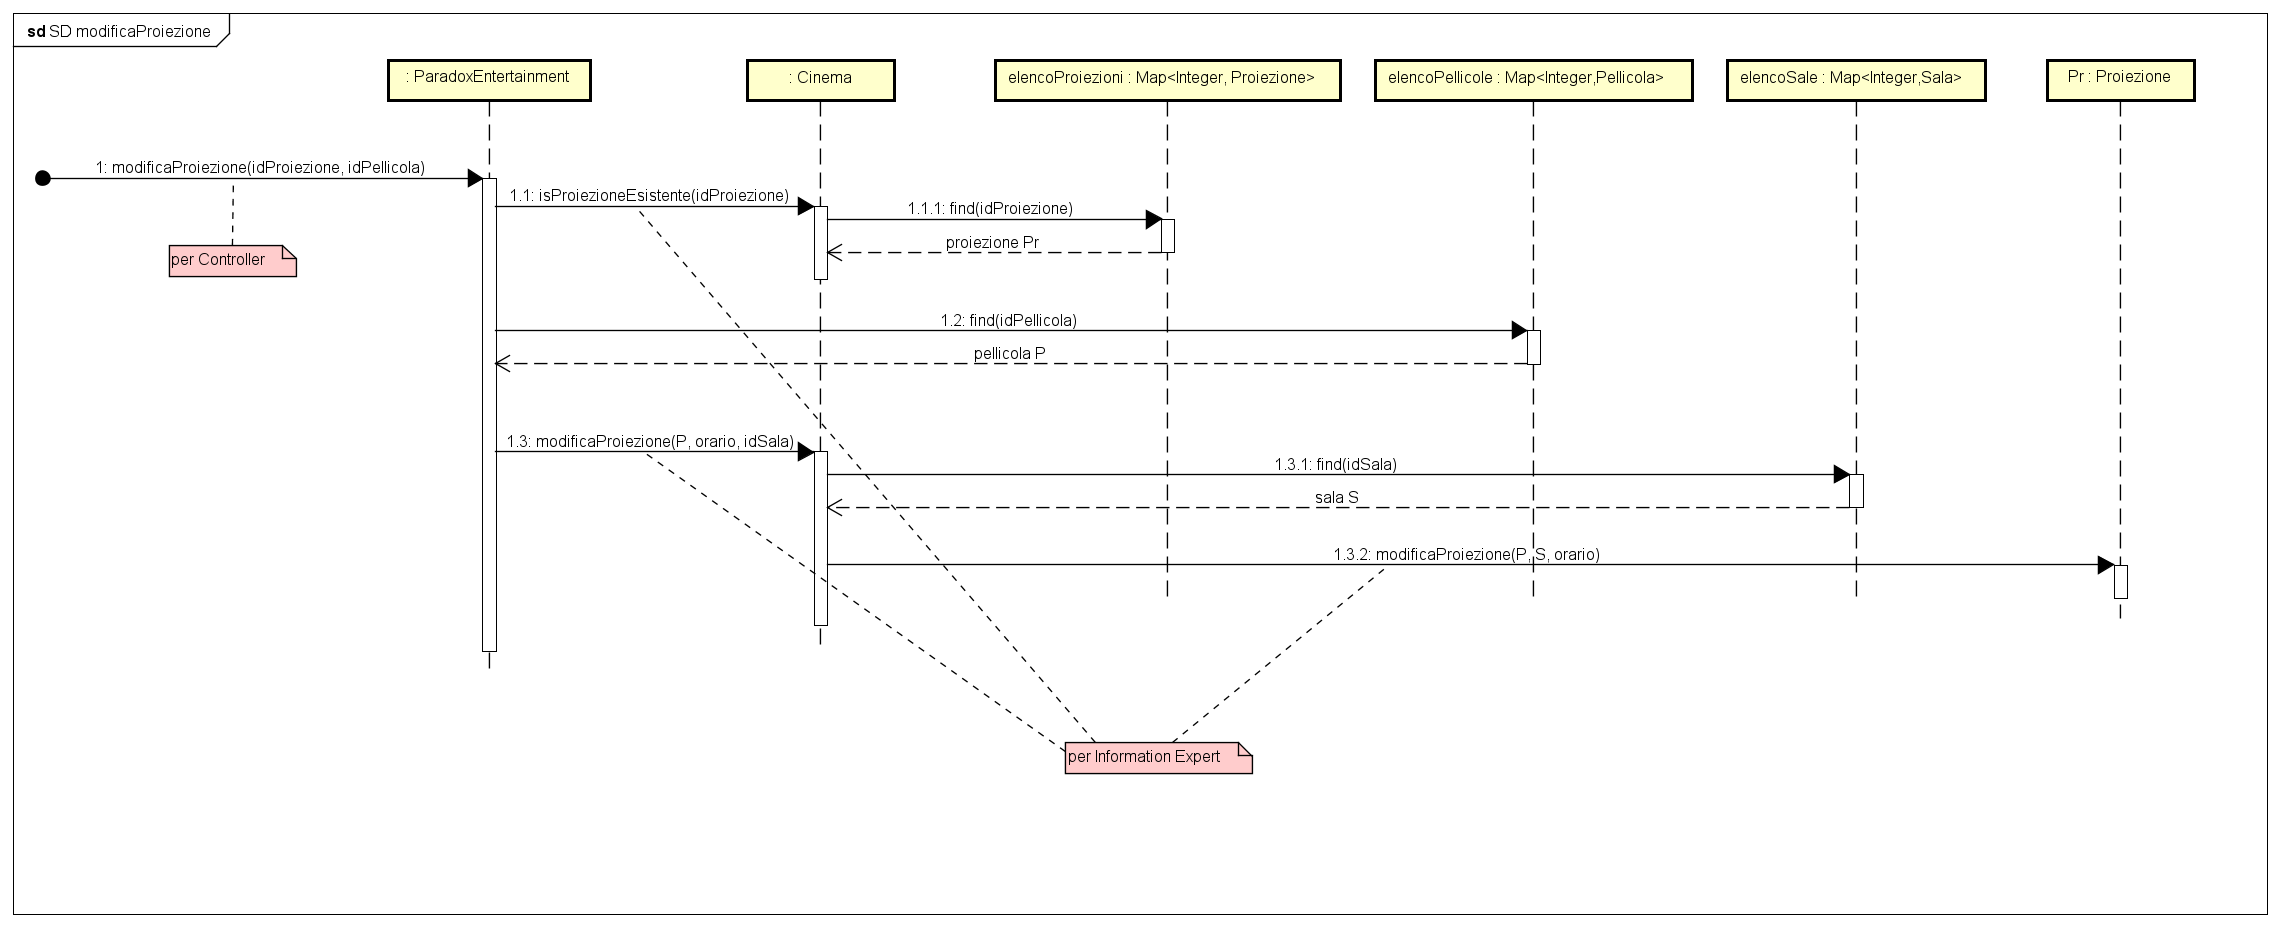 sd SD modificaProiezione
: ParadoxEntertainment
: Cinema
elencoProiezioni : Map<Integer, Proiezione>
elencoPellicole : Map<Integer,Pellicola>
elencoSale : Map<Integer,Sala>
Pr : Proiezione
1: modificaProiezione(idProiezione, idPellicola)
1.1: isProiezioneEsistente(idProiezione)
1.1.1: find(idProiezione)
proiezione Pr
per Controller
1.2: find(idPellicola)
pellicola P
1.3: modificaProiezione(P, orario, idSala)
1.3.1: find(idSala)
sala S
1.3.2: modificaProiezione(P, S, orario)
per Information Expert